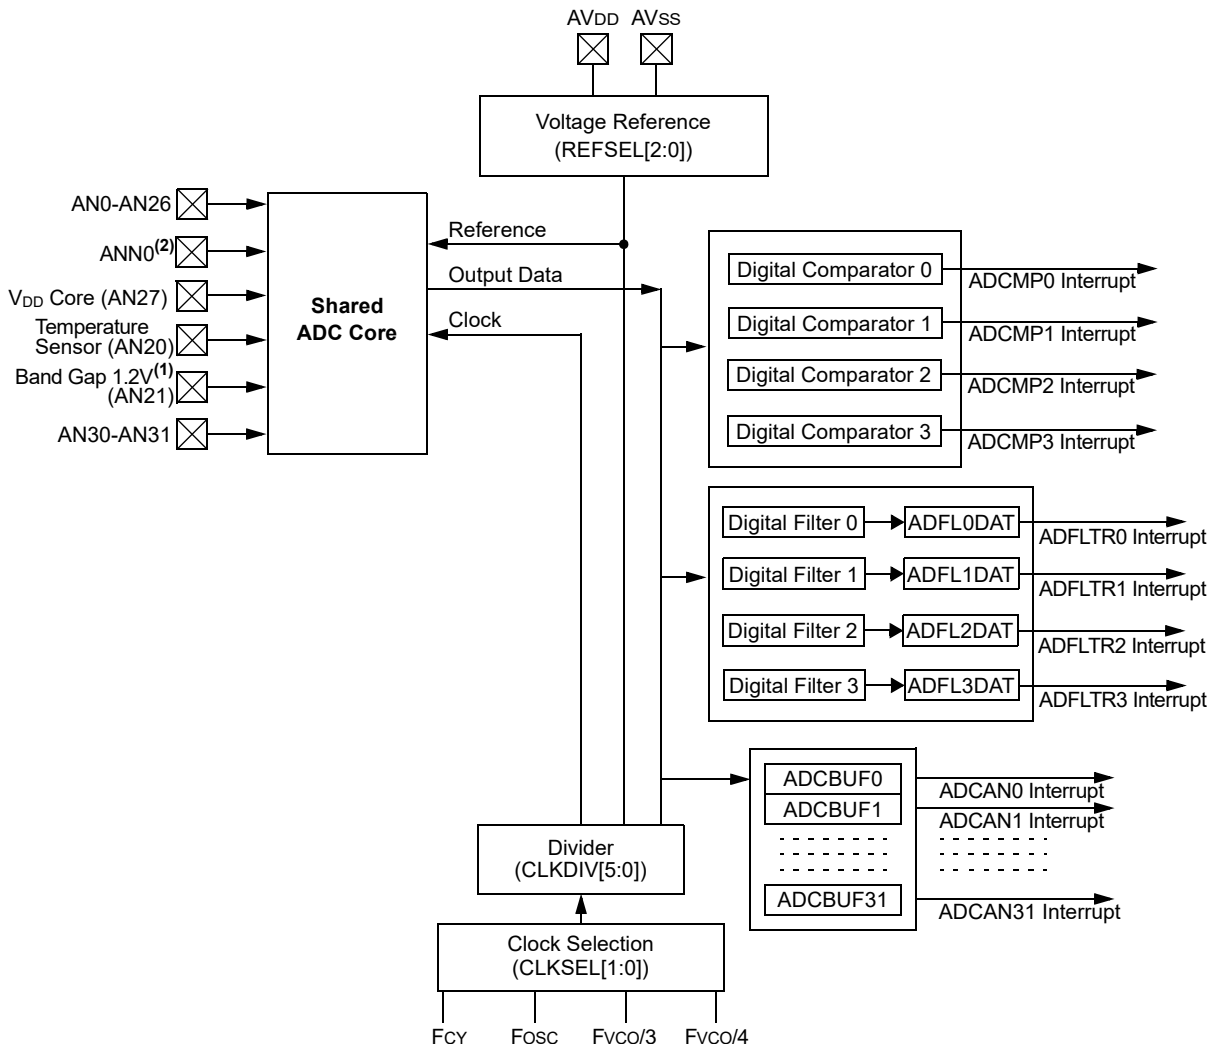 AVDD AVSS
Voltage Reference
(REFSEL[2:0])
AN0-AN26
ANN0(2)
VDD Core (AN27)
Temperature
Sensor (AN20)
Band Gap 1.2V(1)
(AN21)
AN30-AN31
Shared
ADC Core
Reference
Output Data
Clock
Digital Comparator 0
ADCMP0 Interrupt
Digital Comparator 1
ADCMP1 Interrupt
Digital Comparator 2
ADCMP2 Interrupt
Digital Comparator 3
ADCMP3 Interrupt
Digital Filter 0
ADFL0DAT
ADFLTR0 Interrupt
Digital Filter 1
ADFL1DAT
ADFLTR1 Interrupt
Digital Filter 2
ADFL2DAT
ADFLTR2 Interrupt
Digital Filter 3
ADFL3DAT
ADFLTR3 Interrupt
ADCBUF0
ADCAN0 Interrupt
ADCBUF1
ADCAN1 Interrupt
ADCBUF31
ADCAN31 Interrupt
Divider
(CLKDIV[5:0])
Clock Selection
(CLKSEL[1:0])
FCY FOSC FVCO/3 FVCO/4